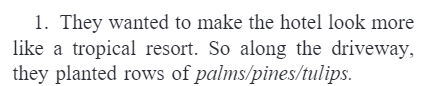 1. They wanted to make the hotel look more
like a tropical resort. So along the driveway,
they planted rows of palms/pines/tulips.